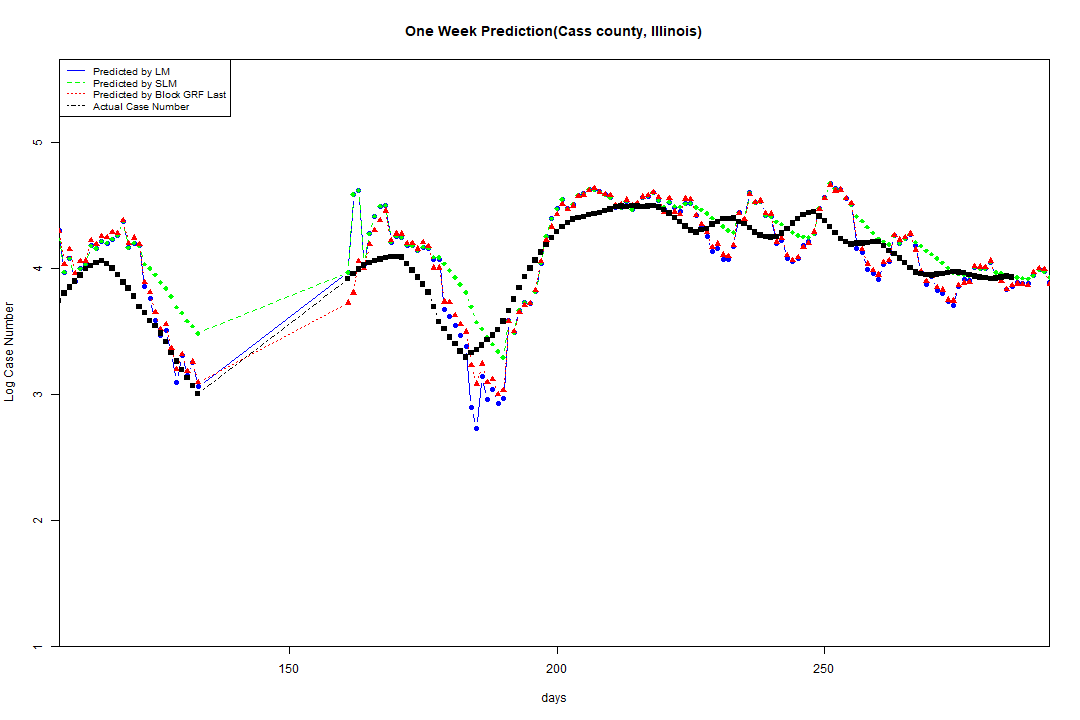 One Week Prediction(Cass county, Illinois)
Predicted by LM
Predicted by SLM
Predicted by Block GRF Last
Actual Case Number
5
4
3
2
1
Log Case Number
150
200
250
days